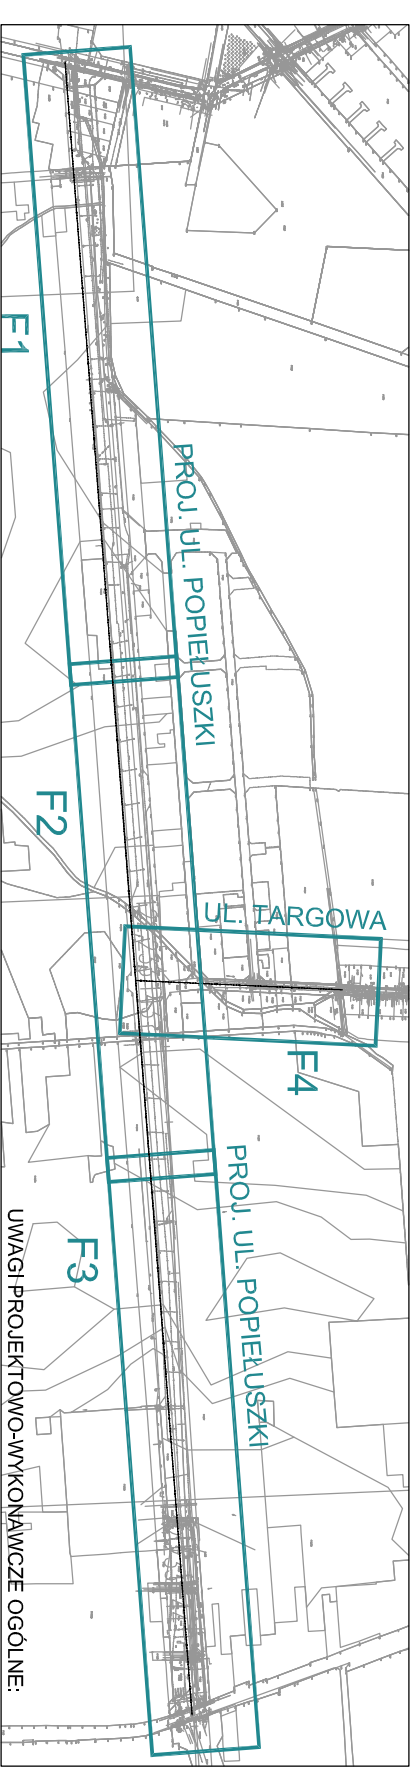 F1
PROJ. UL. POPIEŁUSZKI
F2
UL. TARGOWA
F4
PROJ. UL. POPIEŁUSZKI
F3
UWAGI PROJEKTOWO-WYKONAWCZE OGÓLNE: